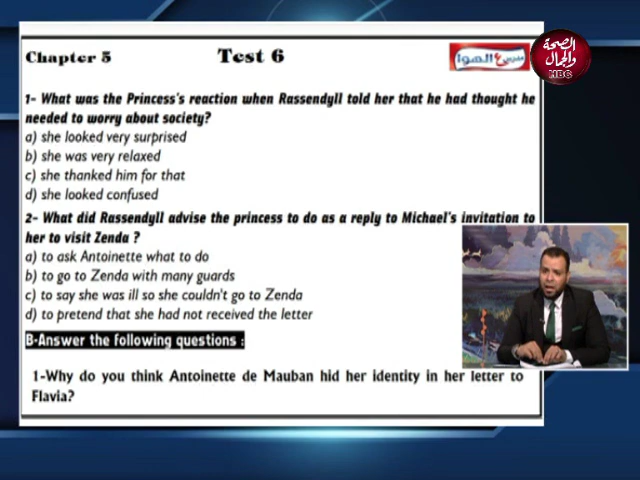 Chapter 5
Test 6
مدرس ع الهوا
الصحة
والجمال
HBC
1- What was the Princess's reaction when Rassendyll told her that he had thought he
needed to worry about society?
a) she looked very surprised
b) she was very relaxed
c) she thanked him for that
d) she looked confused
2- What did Rassendyll advise the princess to do as a reply to Michael's invitation to
her to visit Zenda ?
a) to ask Antoinette what to do
b) to go to Zenda with many guards
c) to say she was ill so she couldn't go to Zenda
d) to pretend that she had not received the letter
B-Answer the following questions :
1-Why do you think Antoinette de Mauban hid her identity in her letter to
Flavia?